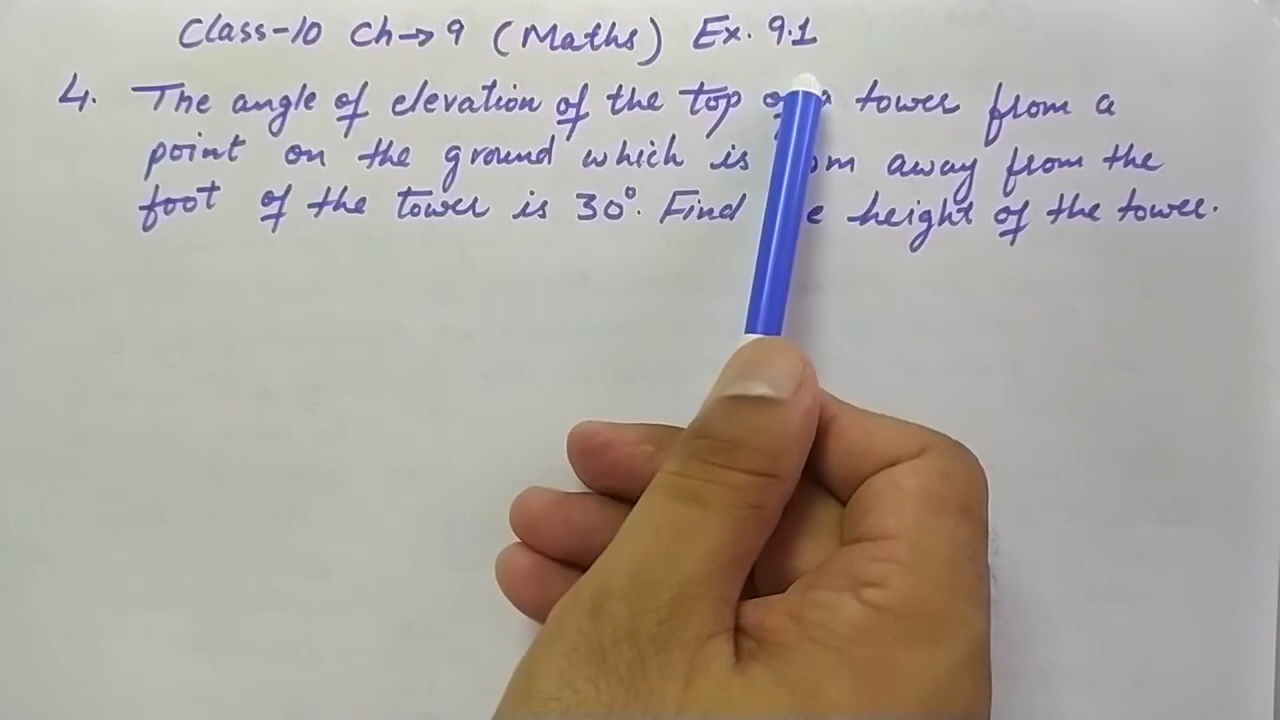 Class-10 Ch→9 (Maths) Ex. 9.1
4. The angle of elevation of the top of a tower from a
point on the ground which is away from the
foot of the tower is 30°. Find height of the tower.